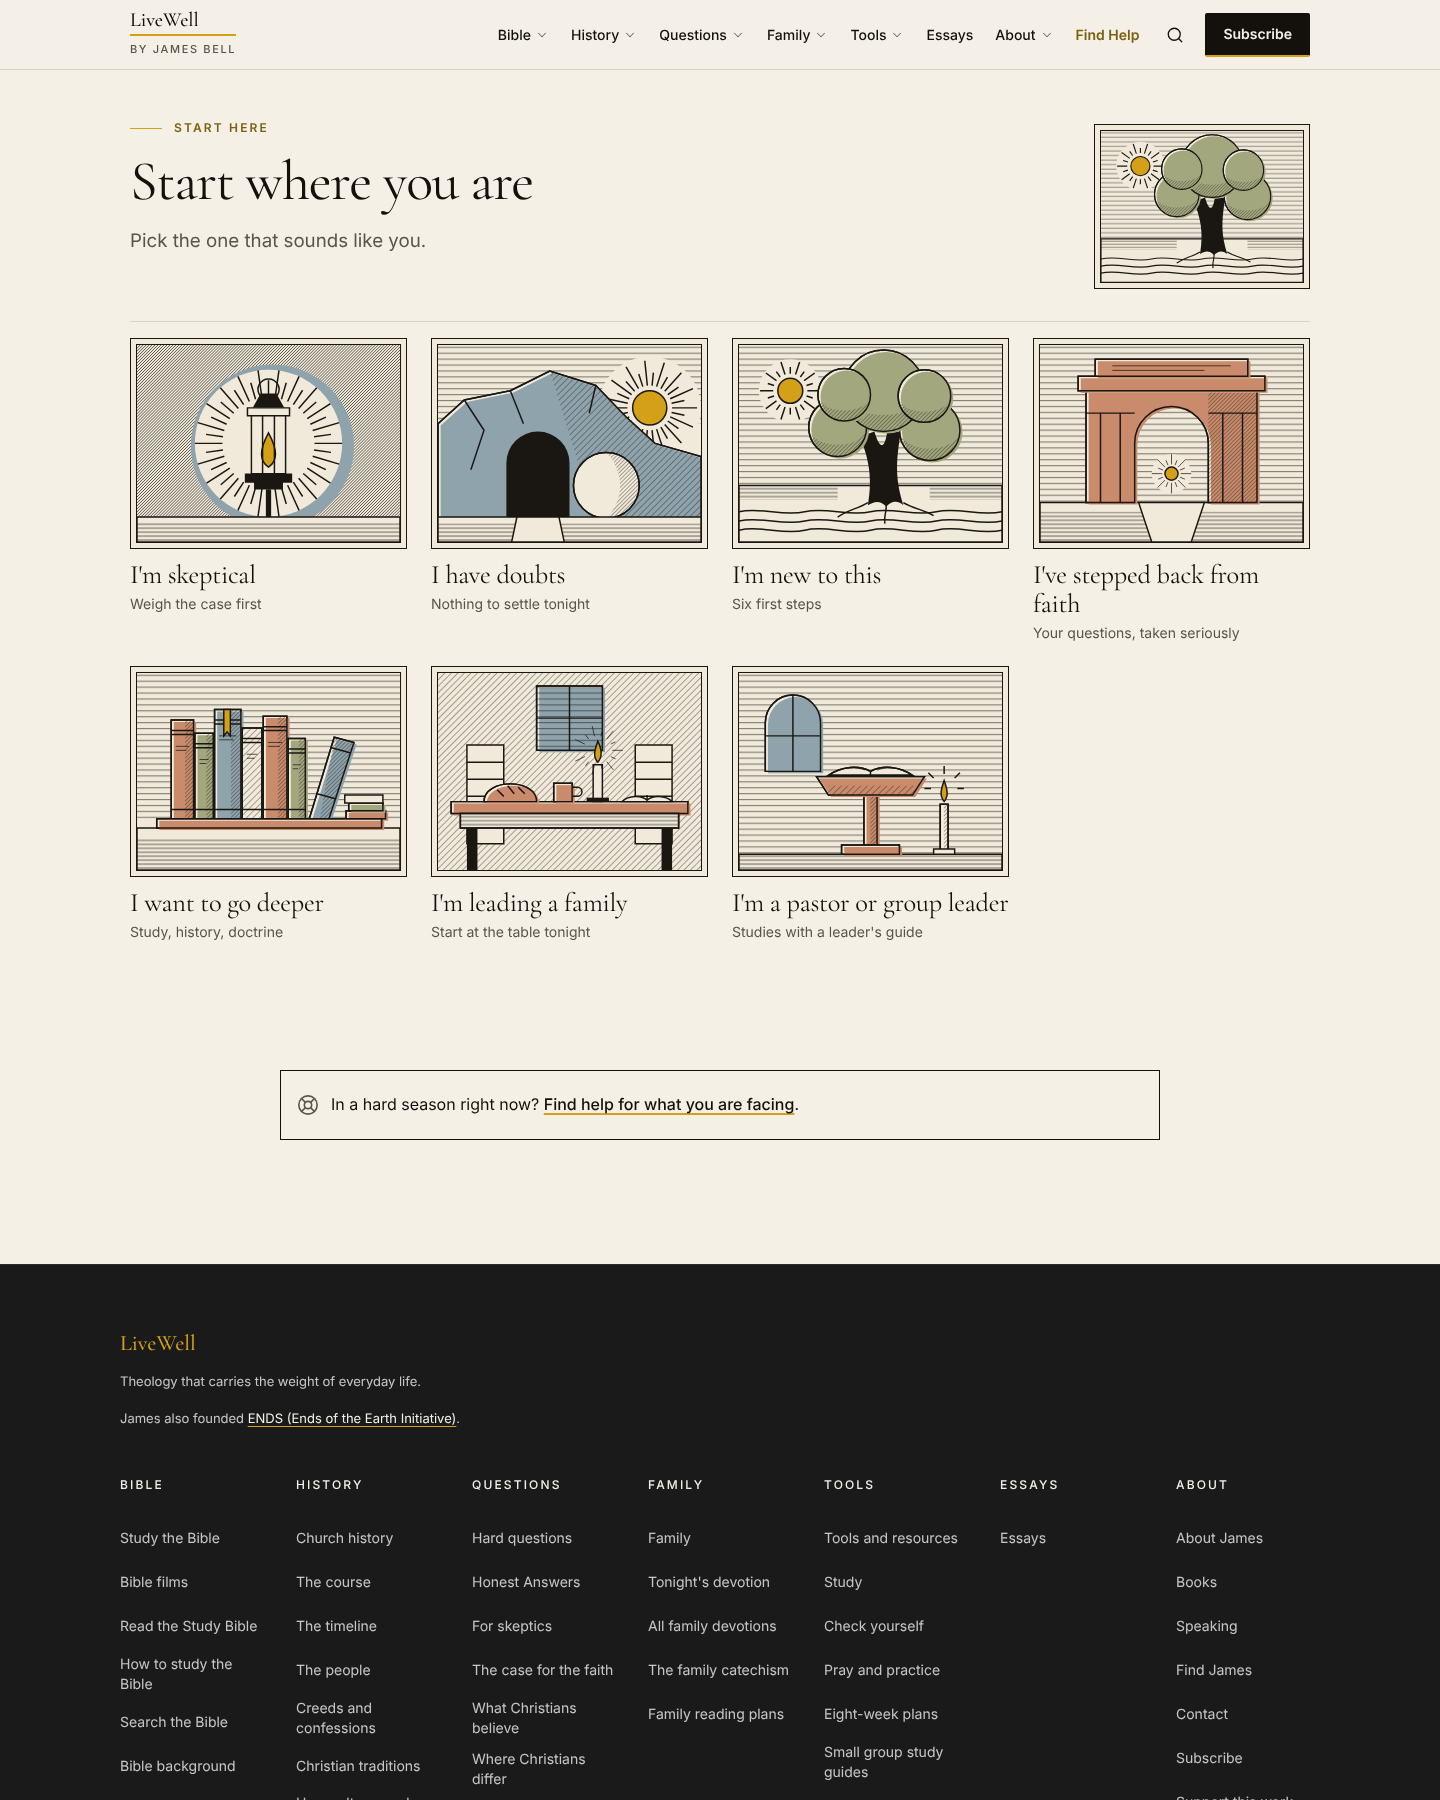 LiveWell
BY JAMES BELL
Bible
History
Questions
Family
Tools
Essays
About
Find Help
Subscribe
START HERE
Start where you are
Pick the one that sounds like you.
I'm skeptical
Weigh the case first
I have doubts
Nothing to settle tonight
I'm new to this
Six first steps
I've stepped back from
faith
Your questions, taken seriously
I want to go deeper
Study, history, doctrine
I'm leading a family
Start at the table tonight
I'm a pastor or group leader
Studies with a leader's guide
In a hard season right now? Find help for what you are facing.
LiveWell
Theology that carries the weight of everyday life.
James also founded ENDS (Ends of the Earth Initiative).
BIBLE
Study the Bible
Bible films
Read the Study Bible
How to study the
Bible
Search the Bible
Bible background
HISTORY
Church history
The course
The timeline
The people
Creeds and
confessions
Christian traditions
QUESTIONS
Hard questions
Honest Answers
For skeptics
The case for the faith
What Christians
believe
Where Christians
differ
FAMILY
Family
Tonight's devotion
All family devotions
The family catechism
Family reading plans
TOOLS
Tools and resources
Study
Check yourself
Pray and practice
Eight-week plans
Small group study
guides
ESSAYS
Essays
ABOUT
About James
Books
Speaking
Find James
Contact
Subscribe